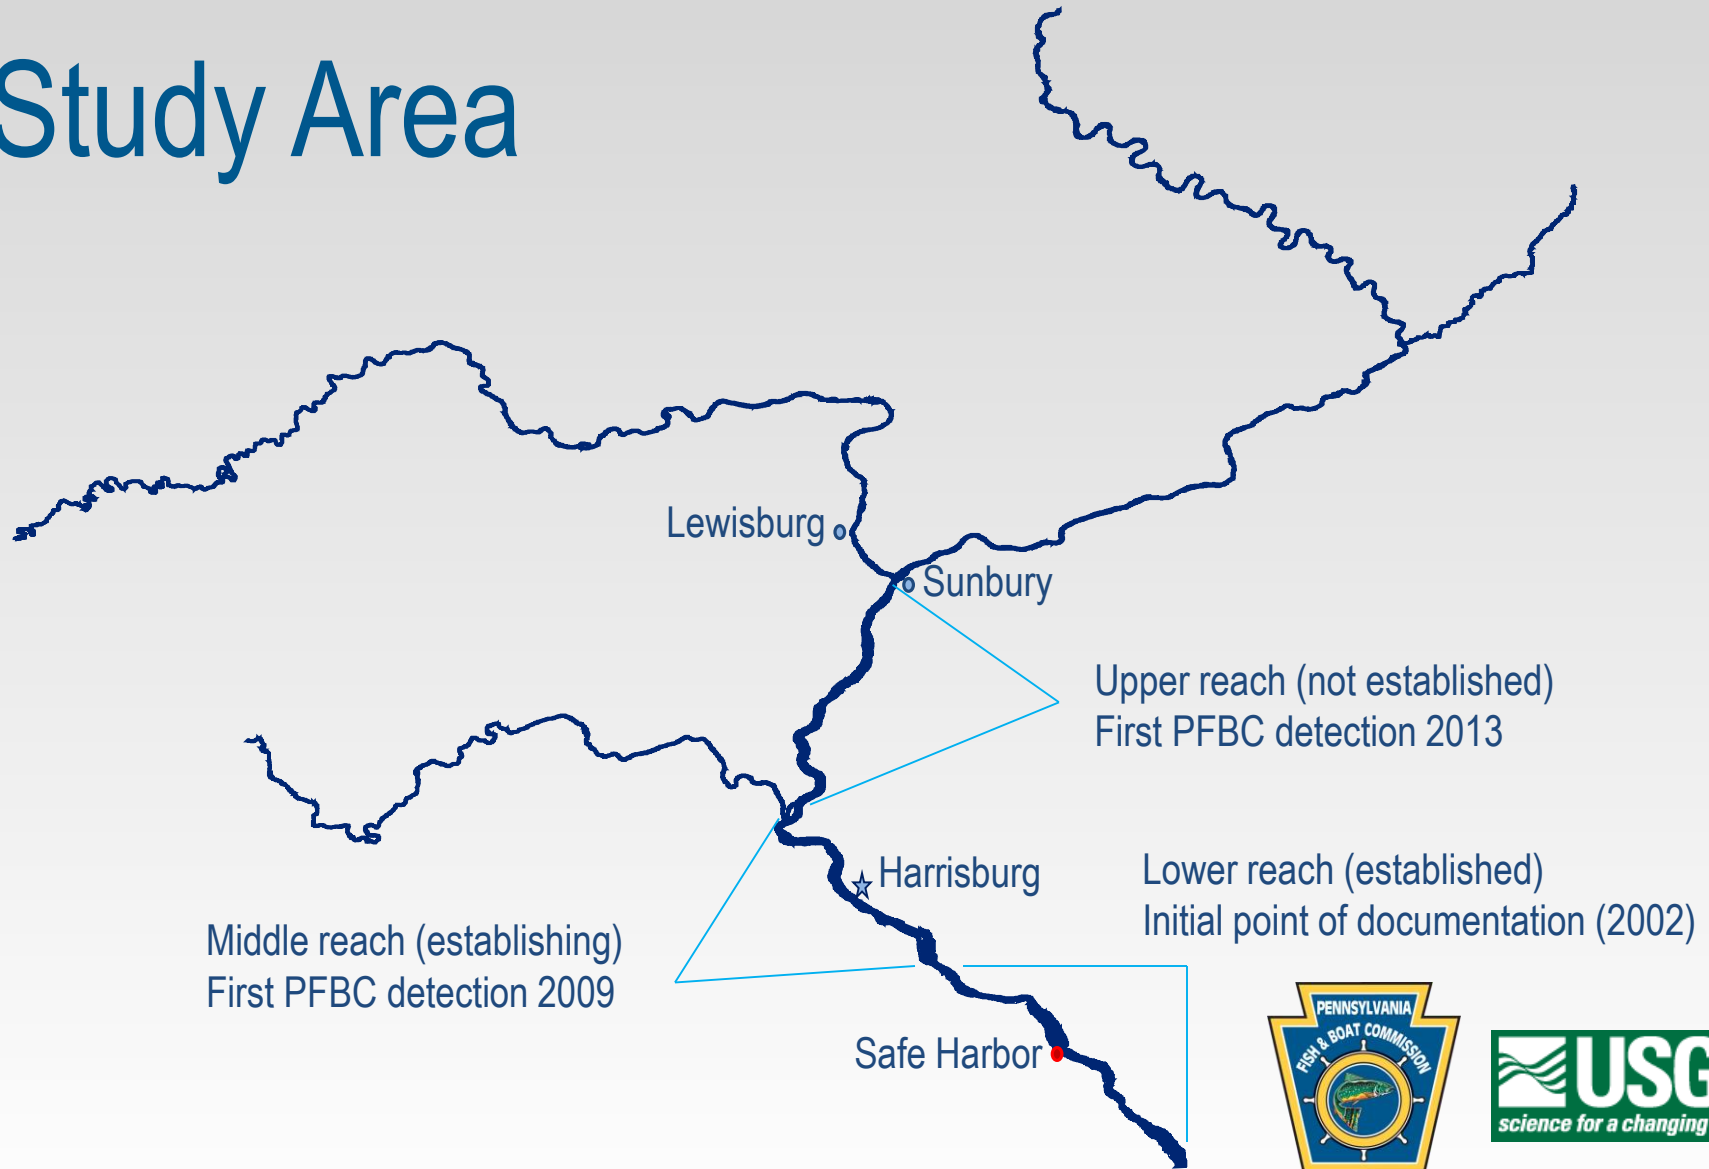 Study Area
Lewisburg
Sunbury
Upper reach (not established)
First PFBC detection 2013
Harrisburg
Lower reach (established)
Initial point of documentation (2002)
Middle reach (establishing)
First PFBC detection 2009
Safe Harbor
PENNSYLVANIA
FISH & BOAT COMMISSION
USG
science for a changing